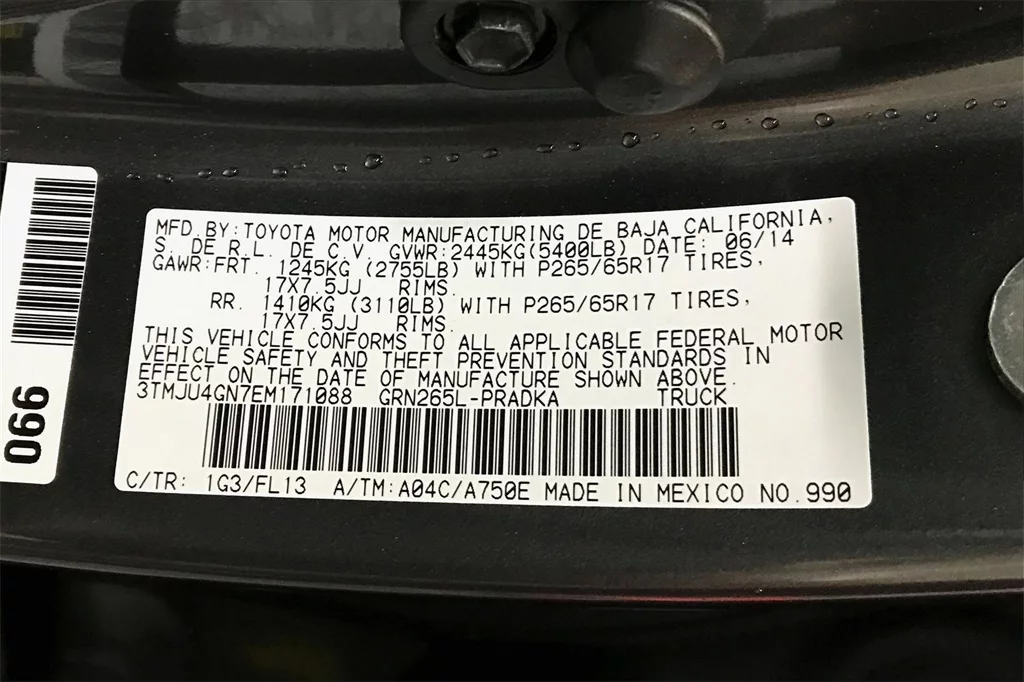 MFD.BY:TOYOTA MOTOR MANUFACTURING DE BAJA CALIFORNIA,
S. DE R.L. DE C.V. GVWR:2445KG(5400LB) DATE: 06/14
GAWR:FRT. 1245KG (2755LB) WITH P265/65R17 TIRES,
17X7.5JJ RIMS.
RR. 1410KG (3110LB) WITH P265/65R17 TIRES,
17X7.5JJ RIMS.
THIS VEHICLE CONFORMS TO ALL APPLICABLE FEDERAL MOTOR
VEHICLE SAFETY AND THEFT PREVENTION STANDARDS IN
EFFECT ON THE DATE OF MANUFACTURE SHOWN ABOVE.
3TMJU4GN7EM171088 GRN265L-PRADKA TRUCK
C/TR: 1G3/FL13 A/TM:A04C/A750E MADE IN MEXICO NO.990
990